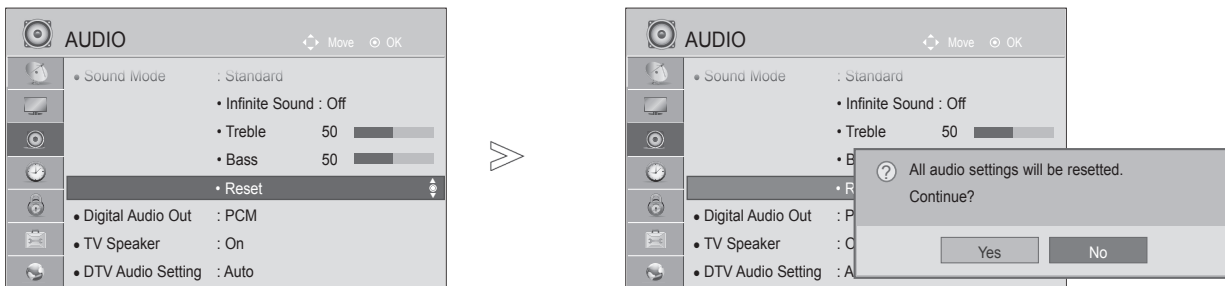 AUDIO Move OK
• Sound Mode : Standard
• Infinite Sound : Off
• Treble 50
• Bass 50
• Reset
• Digital Audio Out : PCM
• TV Speaker : On
• DTV Audio Setting : Auto
AUDIO Move OK
• Sound Mode : Standard
• Infinite Sound : Off
• Treble 50
• B
• R
• Digital Audio Out : P
• TV Speaker
• DTV Audio Setting : A
? All audio settings will be resetted.
Continue?
Yes No